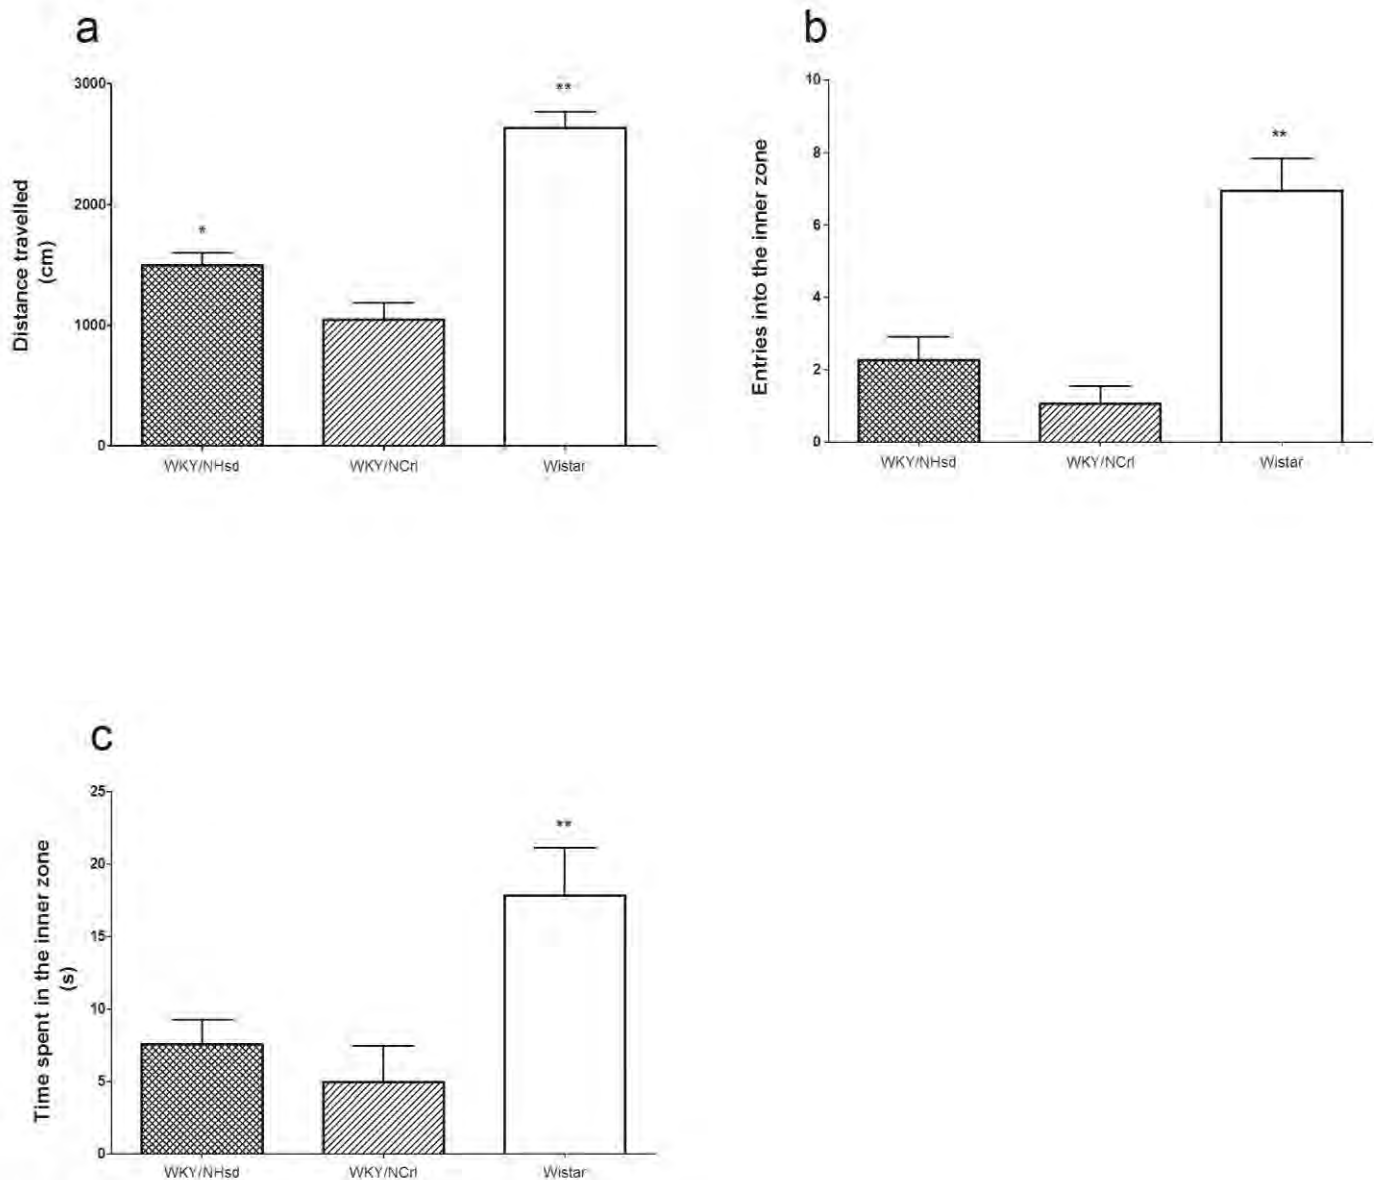 a
3000
2000
1000
0
Distance travelled
(cm)
*
**
WKY/NHsd
WKY/NCrl
Wistar
b
10
8
6
4
2
0
Entries into the inner zone
**
WKY/NHsd
WKY/NCrl
Wistar
c
25
20
15
10
5
0
Time spent in the inner zone
(s)
**
WKY/NHsd
WKY/NCrl
Wistar